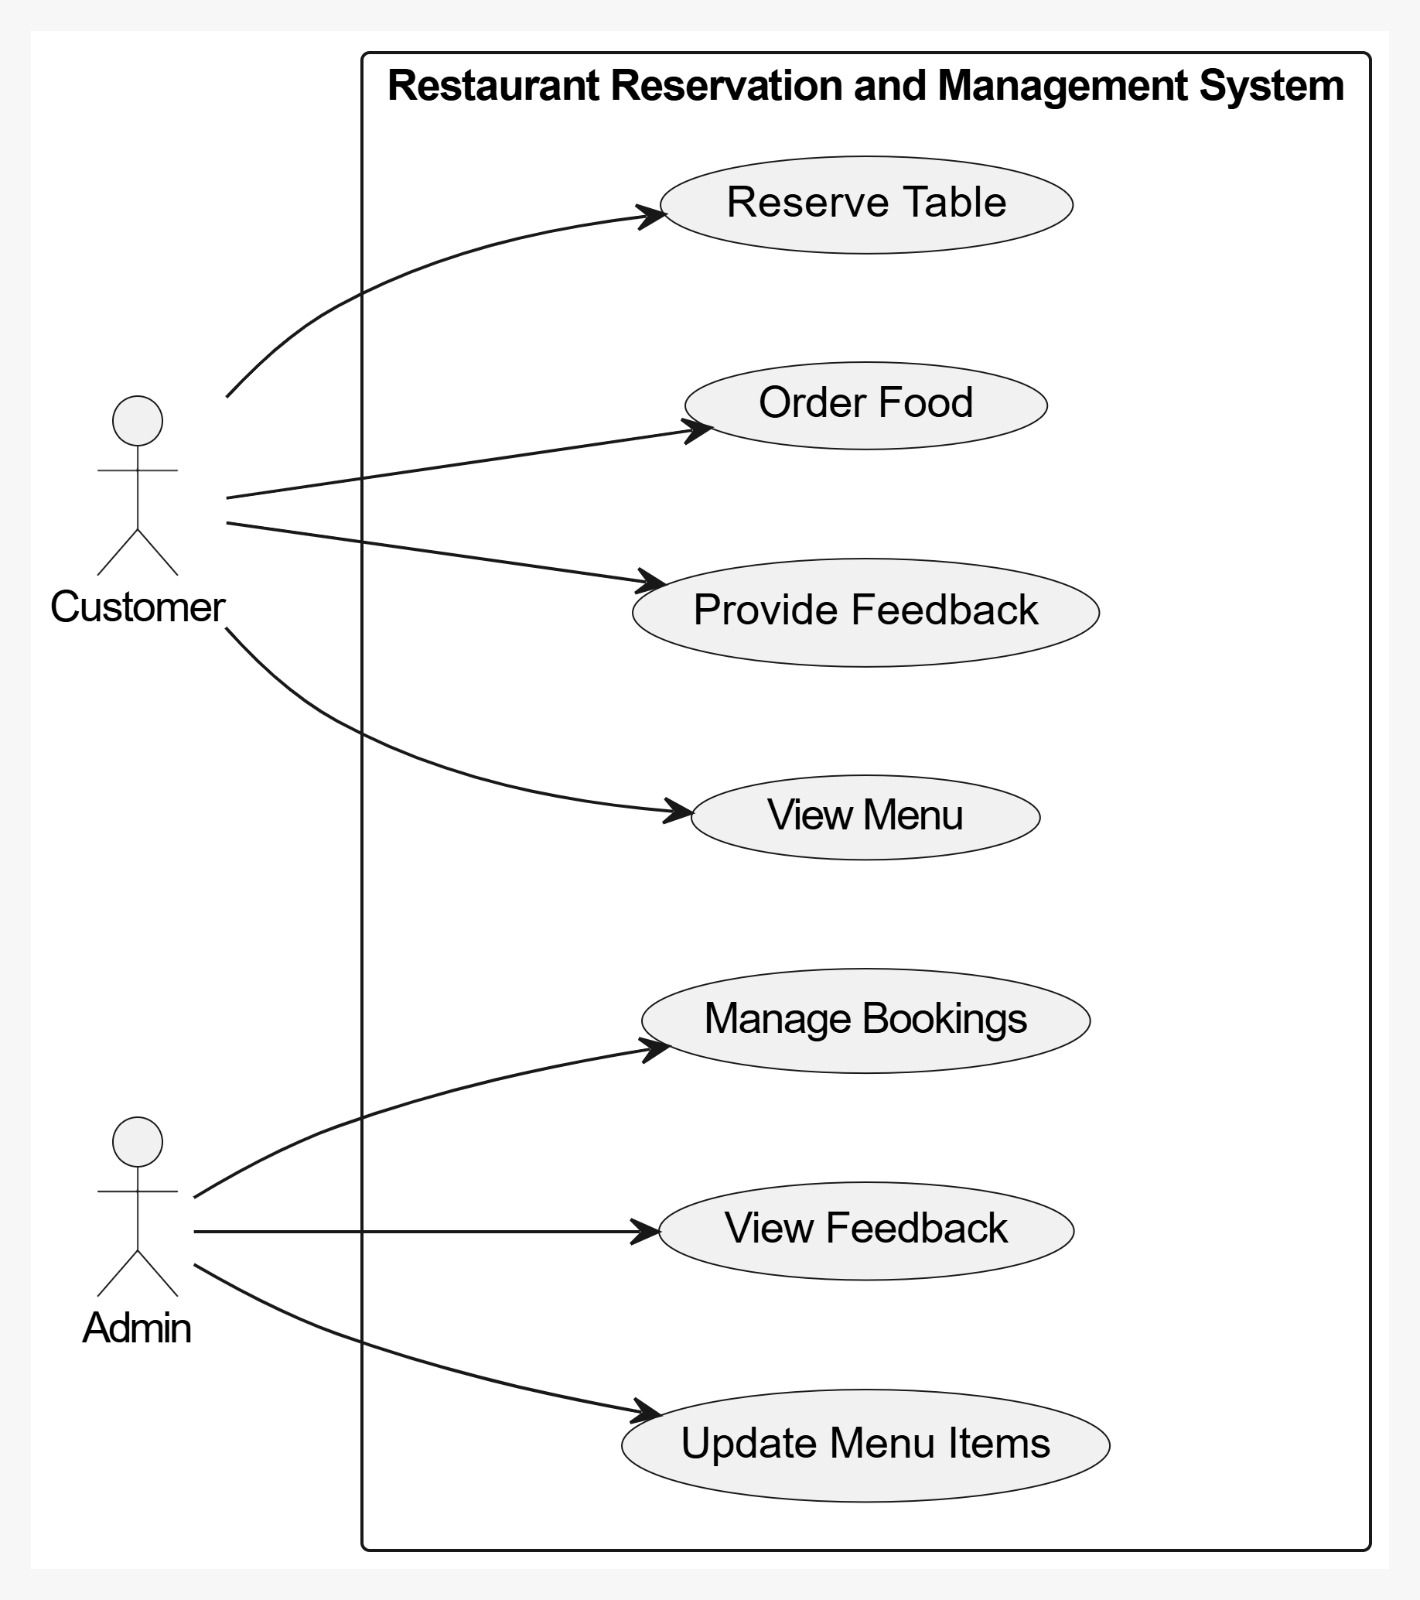 Restaurant Reservation and Management System
Reserve Table
Order Food
Customer
Provide Feedback
View Menu
Manage Bookings
View Feedback
Admin
Update Menu Items